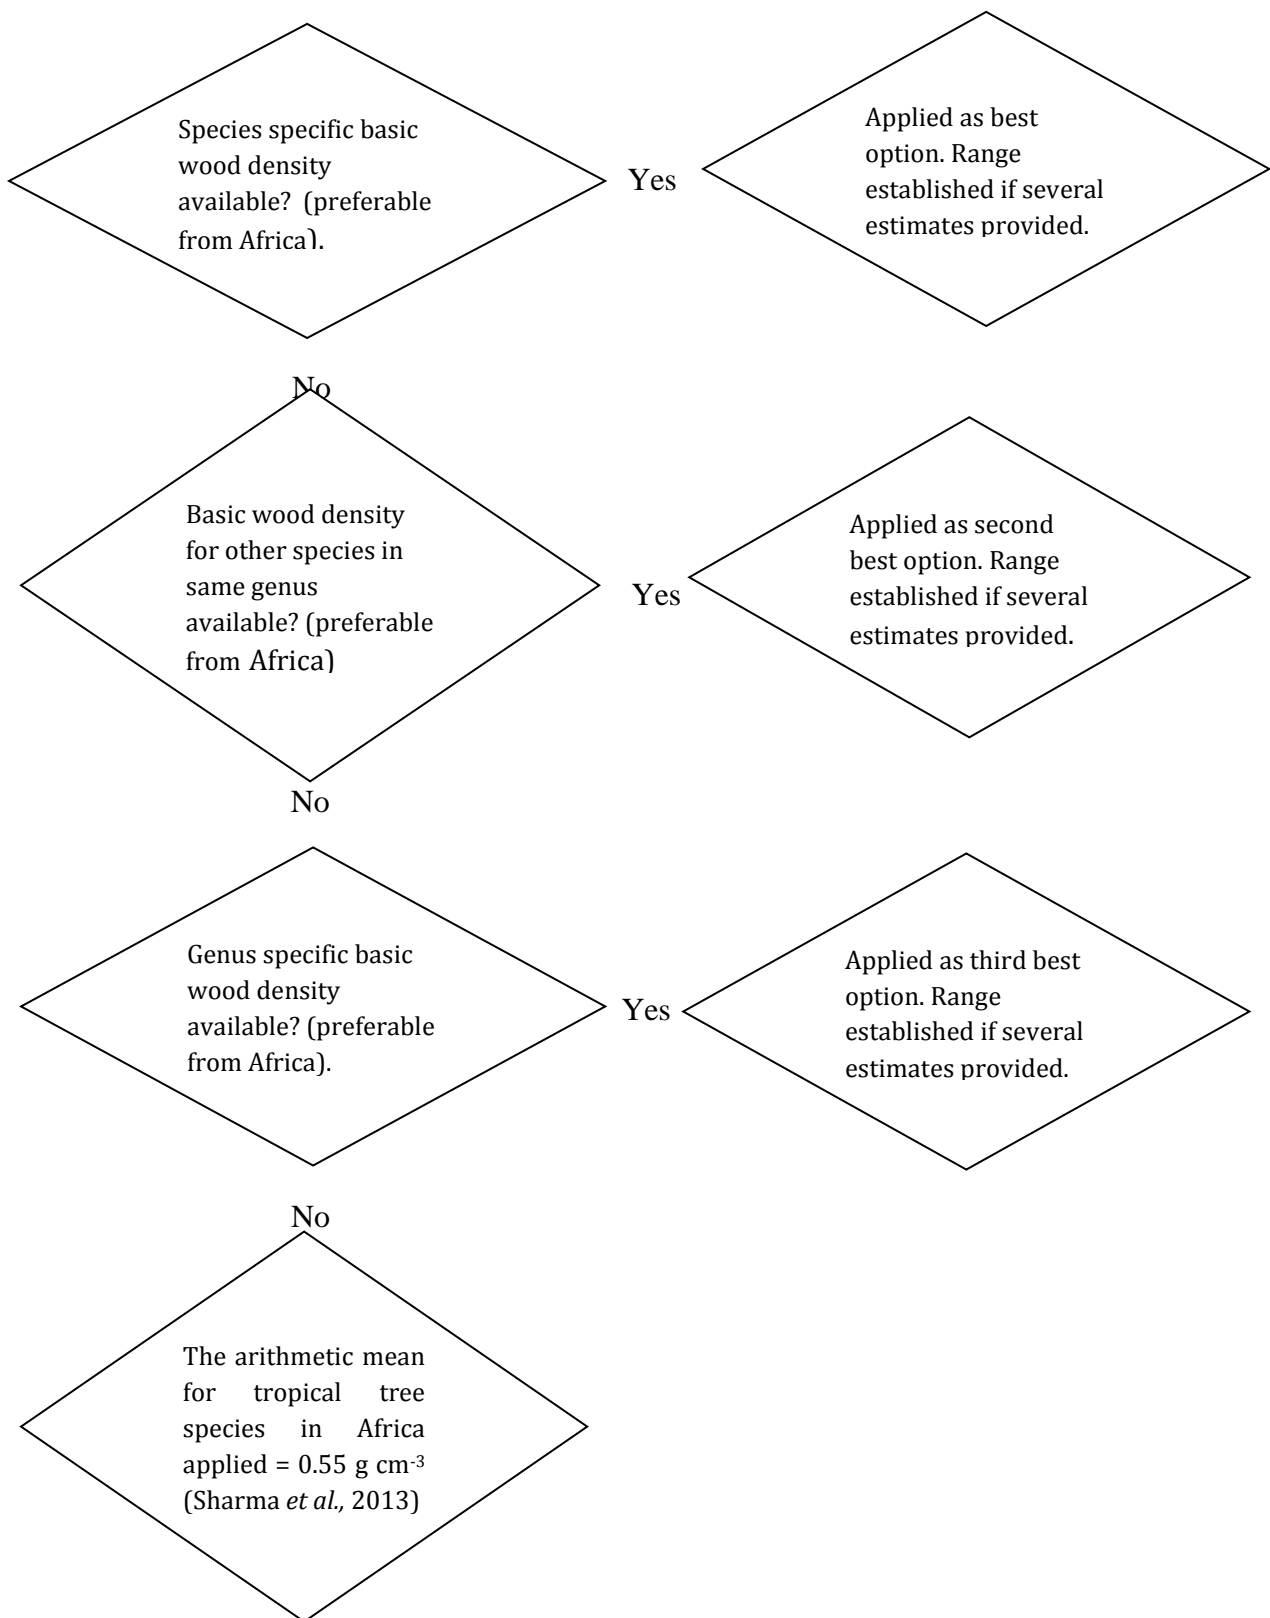 Species specific basic
wood density
available? (preferable
from Africa).
Yes
Applied as best
option. Range
established if several
estimates provided.
No
Basic wood density
for other species in
same genus
available? (preferable
from Africa)
Yes
Applied as second
best option. Range
established if several
estimates provided.
No
Genus specific basic
wood density
available? (preferable
from Africa).
Yes
Applied as third best
option. Range
established if several
estimates provided.
No
The arithmetic mean
for tropical tree
species in Africa
applied = 0.55 g cm⁻³
(Sharma et al., 2013)